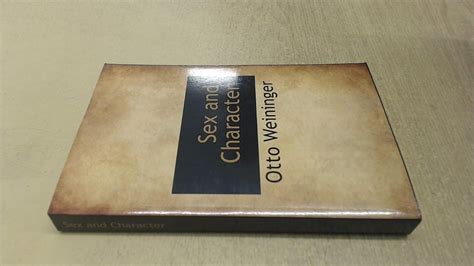 Sex and
Character
Otto Weininger
Sex and Character